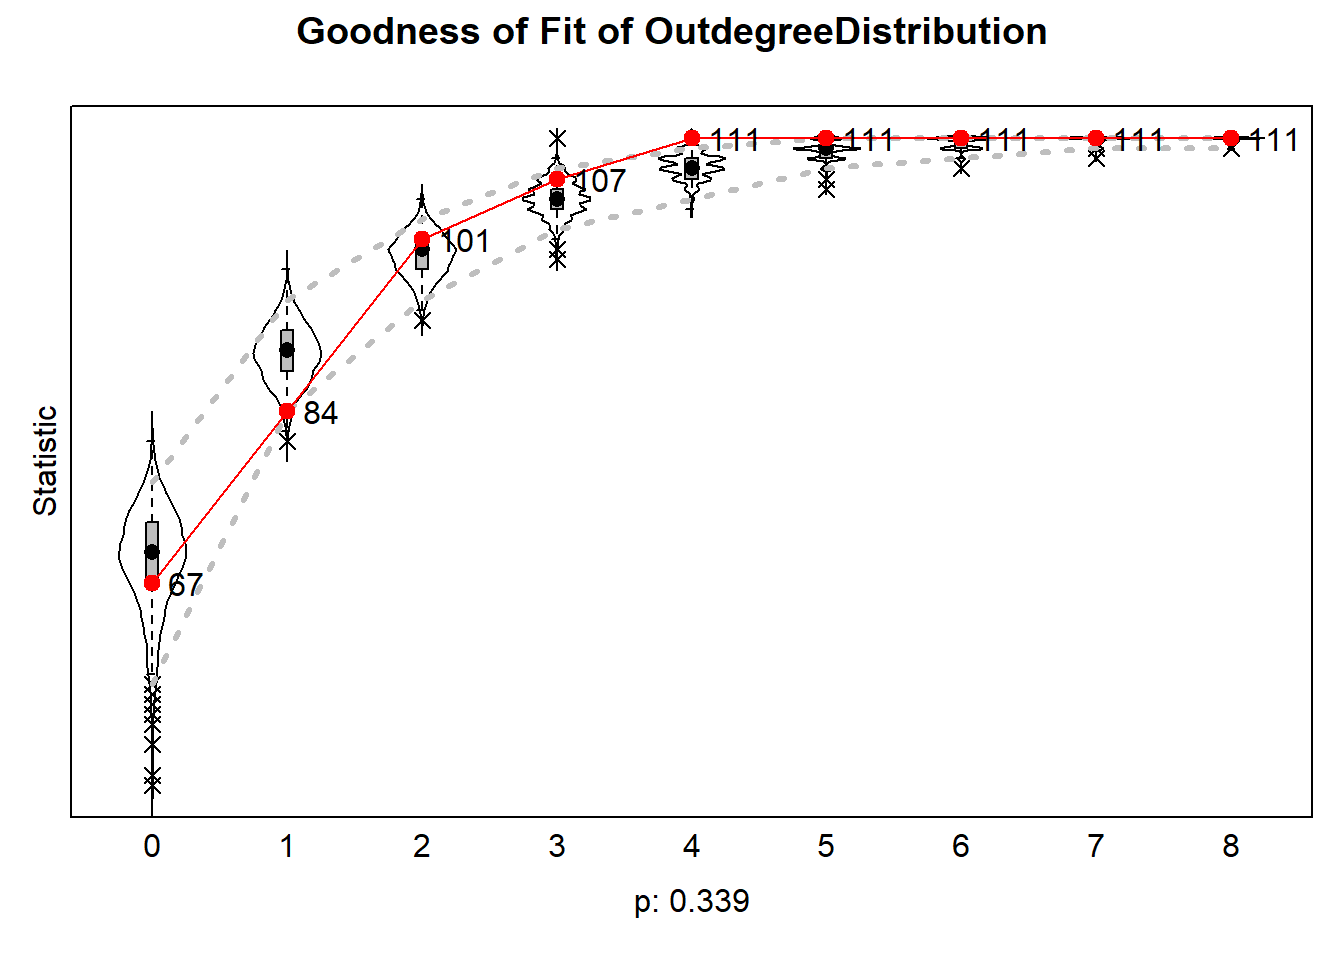 Goodness of Fit of OutdegreeDistribution
Statistic
67
84
101
107
111
111
111
111
111
0 1 2 3 4 5 6 7 8
p: 0.339